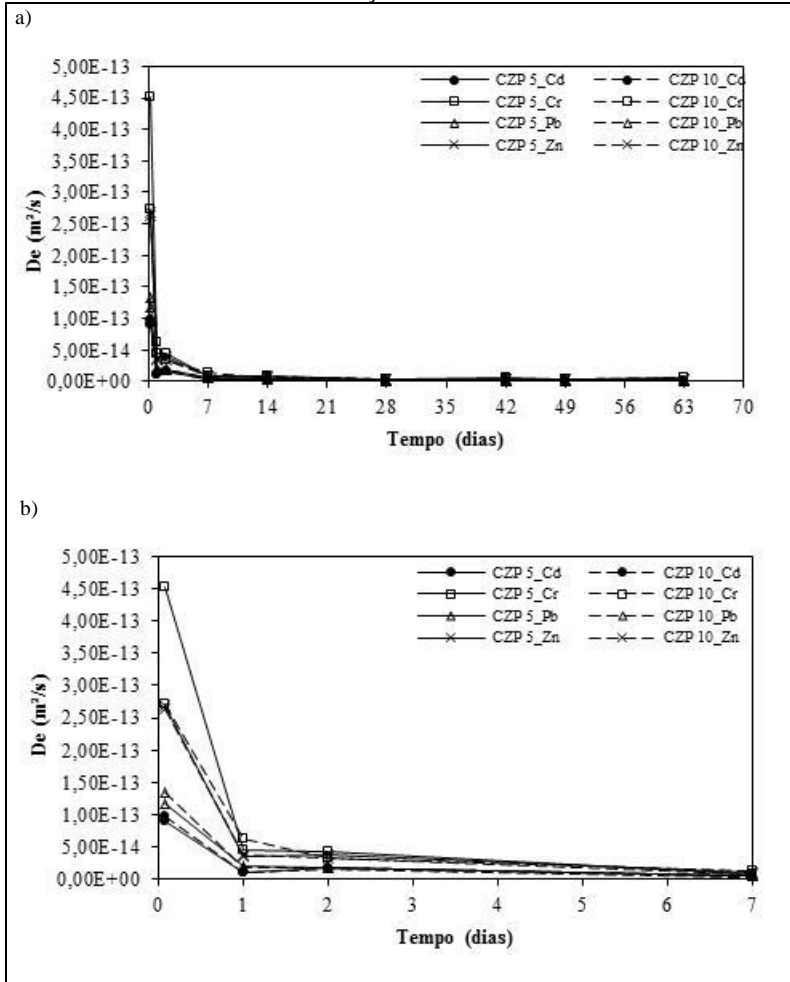 a)
5,00E-13
4,50E-13
4,00E-13
3,50E-13
3,00E-13
2,50E-13
2,00E-13
1,50E-13
1,00E-13
5,00E-14
0,00E+00
De (m²/s)
CZP 5_Cd CZP 10_Cd
CZP 5_Cr CZP 10_Cr
CZP 5_Pb CZP 10_Pb
CZP 5_Zn CZP 10_Zn
0 7 14 21 28 35 42 49 56 63 70
Tempo (dias)
b)
5,00E-13
4,50E-13
4,00E-13
3,50E-13
3,00E-13
2,50E-13
2,00E-13
1,50E-13
1,00E-13
5,00E-14
0,00E+00
De (m²/s)
CZP 5_Cd CZP 10_Cd
CZP 5_Cr CZP 10_Cr
CZP 5_Pb CZP 10_Pb
CZP 5_Zn CZP 10_Zn
0 1 2 3 4 5 6 7
Tempo (dias)